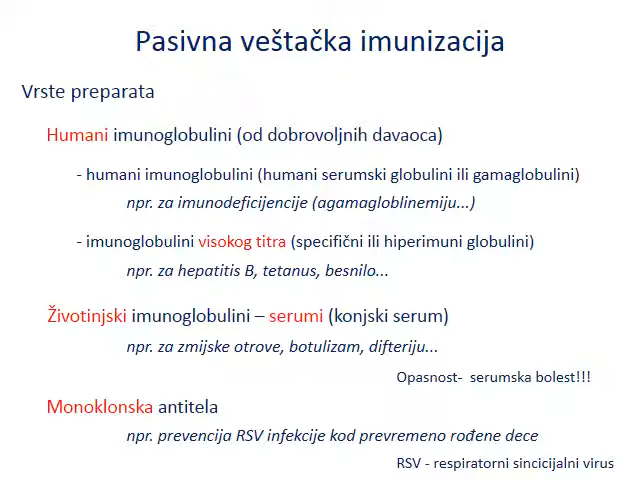 Pasivna veštačka imunizacija
Vrste preparata
Humani imunoglobulini (od dobrovoljnih davaoca)
- humani imunoglobulini (humani serumski globulini ili gamaglobulini)
npr. za imunodeficijencije (agamagloblinemiju...)
- imunoglobulini visokog titra (specifični ili hiperimuni globulini)
npr. za hepatitis B, tetanus, besnilo...
Životinjski imunoglobulini – serumi (konjski serum)
npr. za zmijske otrove, botulizam, difteriju...
Opasnost- serumska bolest!!!
Monoklonska antitela
npr. prevencija RSV infekcije kod prevremeno rođene dece
RSV - respiratorni sincicijalni virus